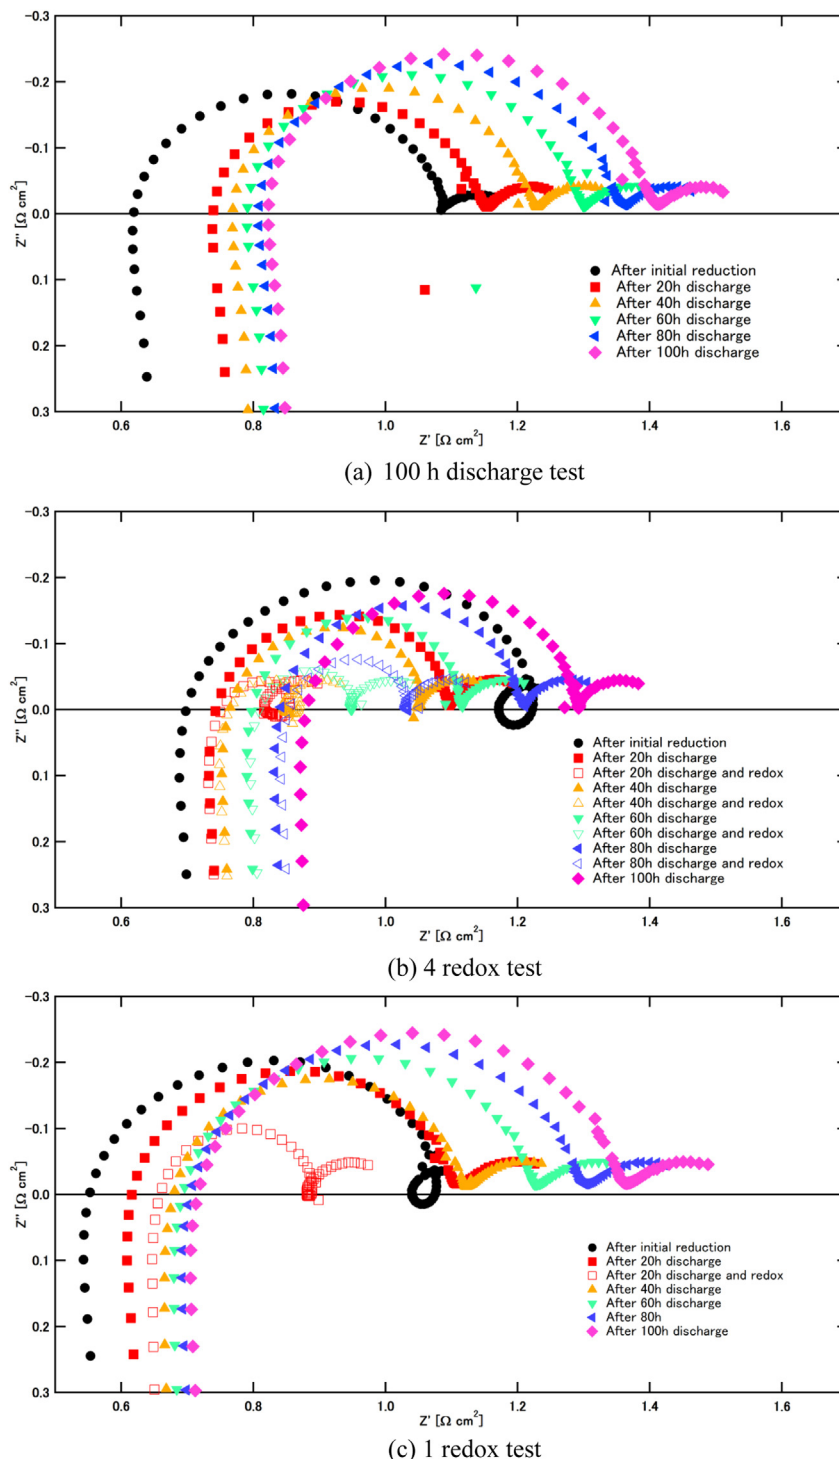 -0.3
-0.2
-0.1
0.0
0.1
0.2
0.3
Z'' [Ω cm²]
After initial reduction
After 20h discharge
After 40h discharge
After 60h discharge
After 80h discharge
After 100h discharge
0.6 0.8 1.0 1.2 1.4 1.6
Z' [Ω cm²]
(a) 100 h discharge test
-0.3
-0.2
-0.1
0.0
0.1
0.2
0.3
Z'' [Ω cm²]
After initial reduction
After 20h discharge
After 20h discharge and redox
After 40h discharge
After 40h discharge and redox
After 60h discharge
After 60h discharge and redox
After 80h discharge
After 80h discharge and redox
After 100h discharge
0.6 0.8 1.0 1.2 1.4 1.6
Z' [Ω cm²]
(b) 4 redox test
-0.3
-0.2
-0.1
0.0
0.1
0.2
0.3
Z'' [Ω cm²]
After initial reduction
After 20h discharge
After 20h discharge and redox
After 40h discharge
After 60h discharge
After 80h
After 100h discharge
0.6 0.8 1.0 1.2 1.4 1.6
Z' [Ω cm²]
(c) 1 redox test